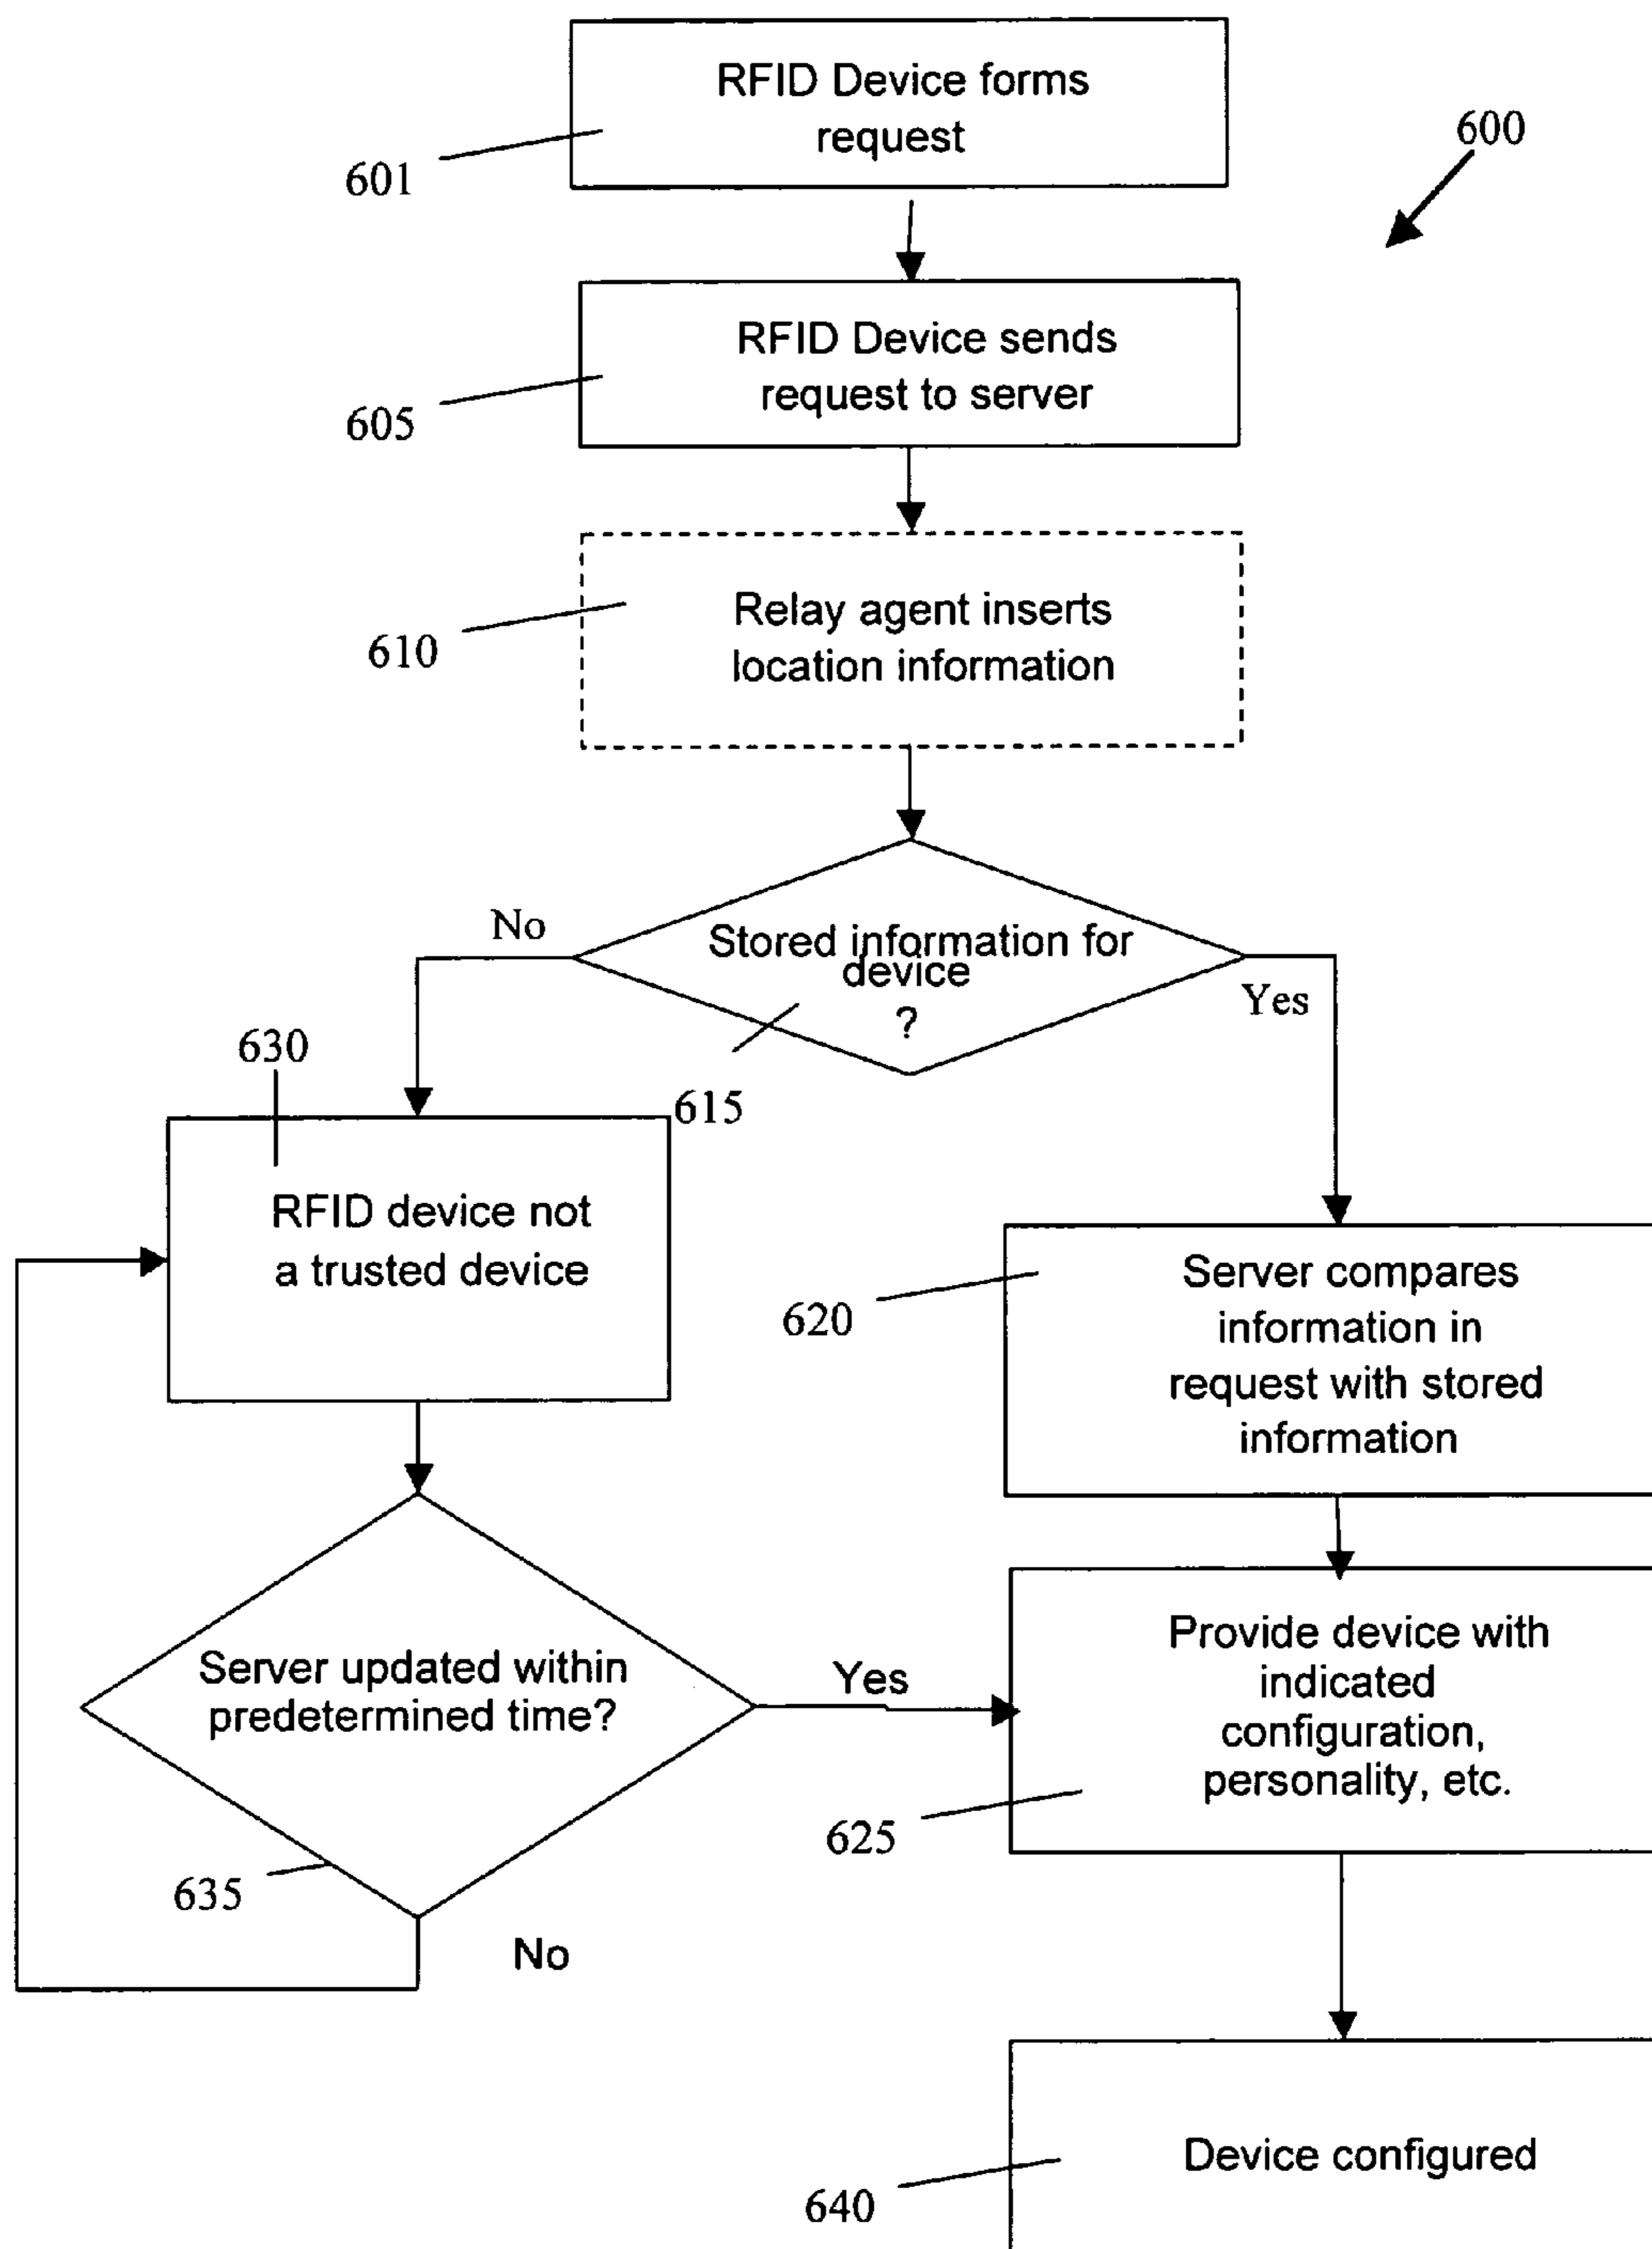 RFID Device forms
request
601
600
RFID Device sends
request to server
605
Relay agent inserts
location information
610
No
Stored information for
device
?
Yes
615
630
RFID device not
a trusted device
620
Server compares
information in
request with stored
information
Server updated within
predetermined time?
Yes
635
No
Provide device with
indicated
configuration,
personality, etc.
625
Device configured
640